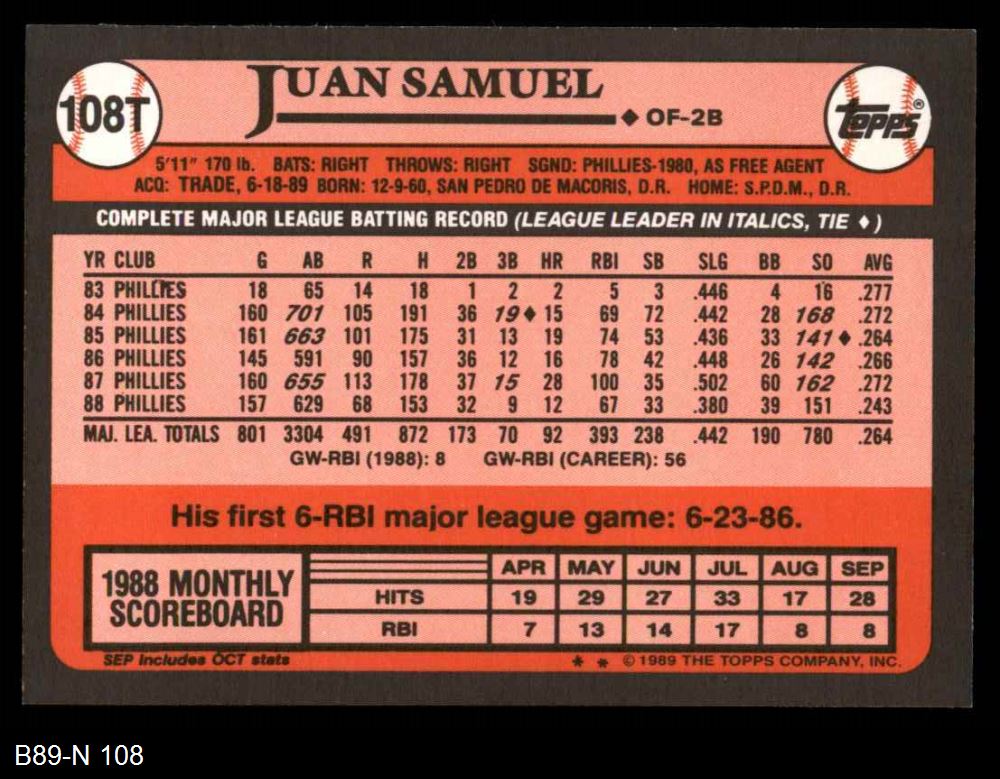 108T
JUAN SAMUEL
♦ OF-2B
Topps®
5'11" 170 lb. BATS: RIGHT THROWS: RIGHT SGND: PHILLIES-1980, AS FREE AGENT
ACQ: TRADE, 6-18-89 BORN: 12-9-60, SAN PEDRO DE MACORIS, D.R. HOME: S.P.D.M., D.R.
COMPLETE MAJOR LEAGUE BATTING RECORD (LEAGUE LEADER IN ITALICS, TIE ♦)
YR CLUB G AB R H 2B 3B HR RBI SB SLG BB SO AVG
83 PHILLIES 18 65 14 18 1 2 2 5 3 .446 4 16 .277
84 PHILLIES 160 701 105 191 36 19♦ 15 69 72 .442 28 168 .272
85 PHILLIES 161 663 101 175 31 13 19 74 53 .436 33 141♦ .264
86 PHILLIES 145 591 90 157 36 12 16 78 42 .448 26 142 .266
87 PHILLIES 160 655 113 178 37 15 28 100 35 .502 60 162 .272
88 PHILLIES 157 629 68 153 32 9 12 67 33 .380 39 151 .243
MAJ. LEA. TOTALS 801 3304 491 872 173 70 92 393 238 .442 190 780 .264
GW-RBI (1988): 8 GW-RBI (CAREER): 56
His first 6-RBI major league game: 6-23-86.
1988 MONTHLY SCOREBOARD
APR MAY JUN JUL AUG SEP
HITS 19 29 27 33 17 28
RBI 7 13 14 17 8 8
SEP Includes OCT stats
* * © 1989 THE TOPPS COMPANY, INC.
B89-N 108